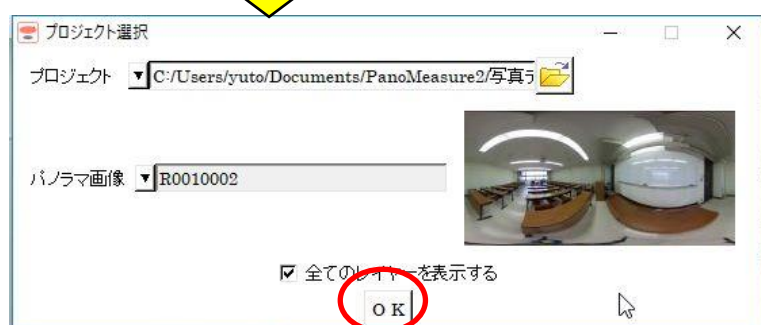 プロジェクト選択
プロジェクト C:/Users/yuto/Documents/PanoMeasure2/写真
パノラマ画像 R0010002
全てのレイヤーを表示する
OK